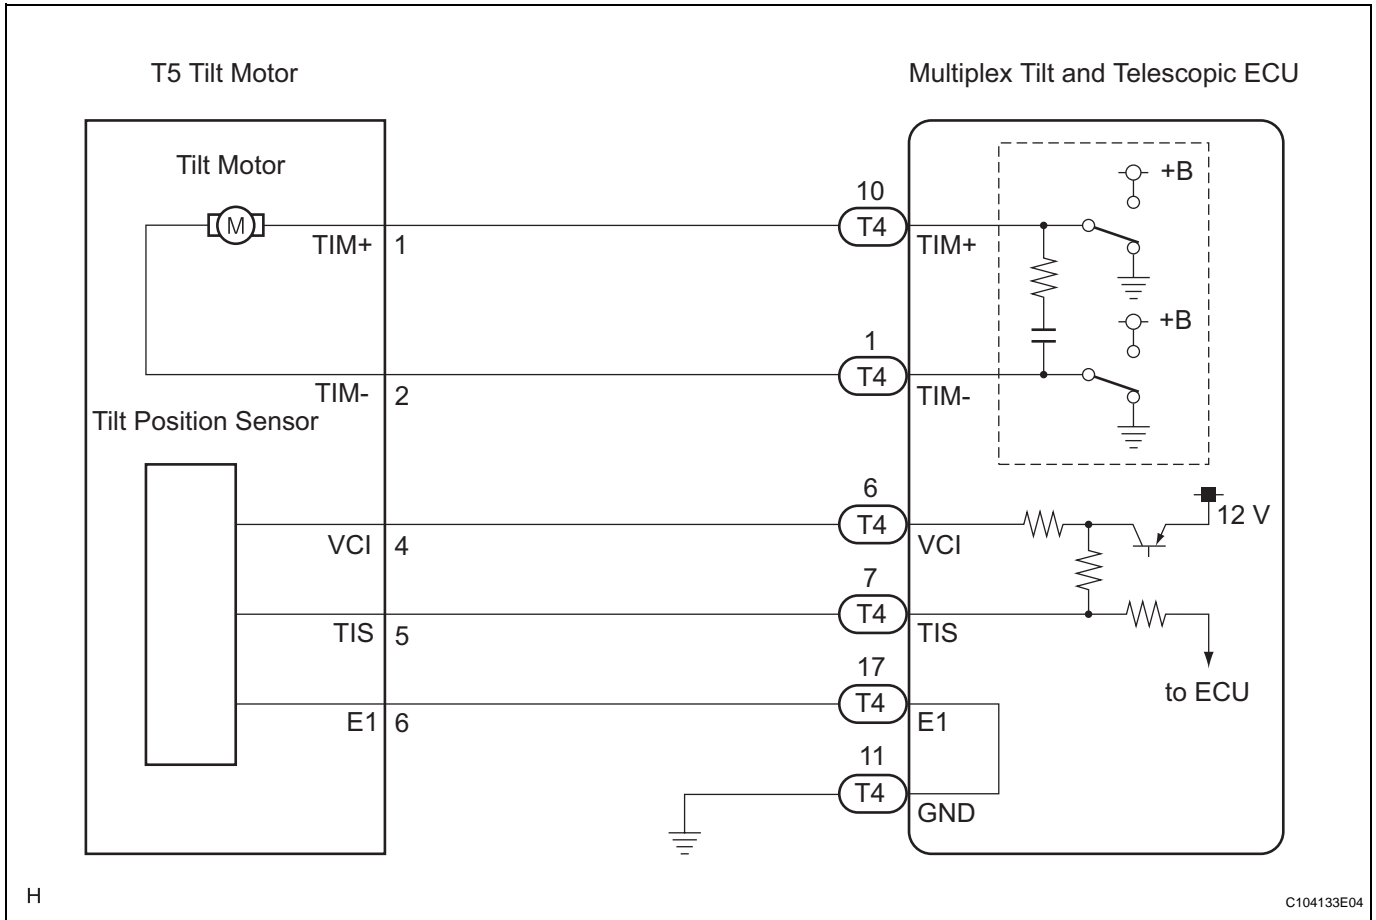 T5 Tilt Motor
Multiplex Tilt and Telescopic ECU
Tilt Motor
M
TIM+ 1
10
T4
TIM+
+B
+B
TIM- 2
1
T4
TIM-
Tilt Position Sensor
12 V
VCI 4
6
T4
VCI
TIS 5
7
T4
TIS
to ECU
E1 6
17
T4
E1
11
T4
GND
H
C104133E04